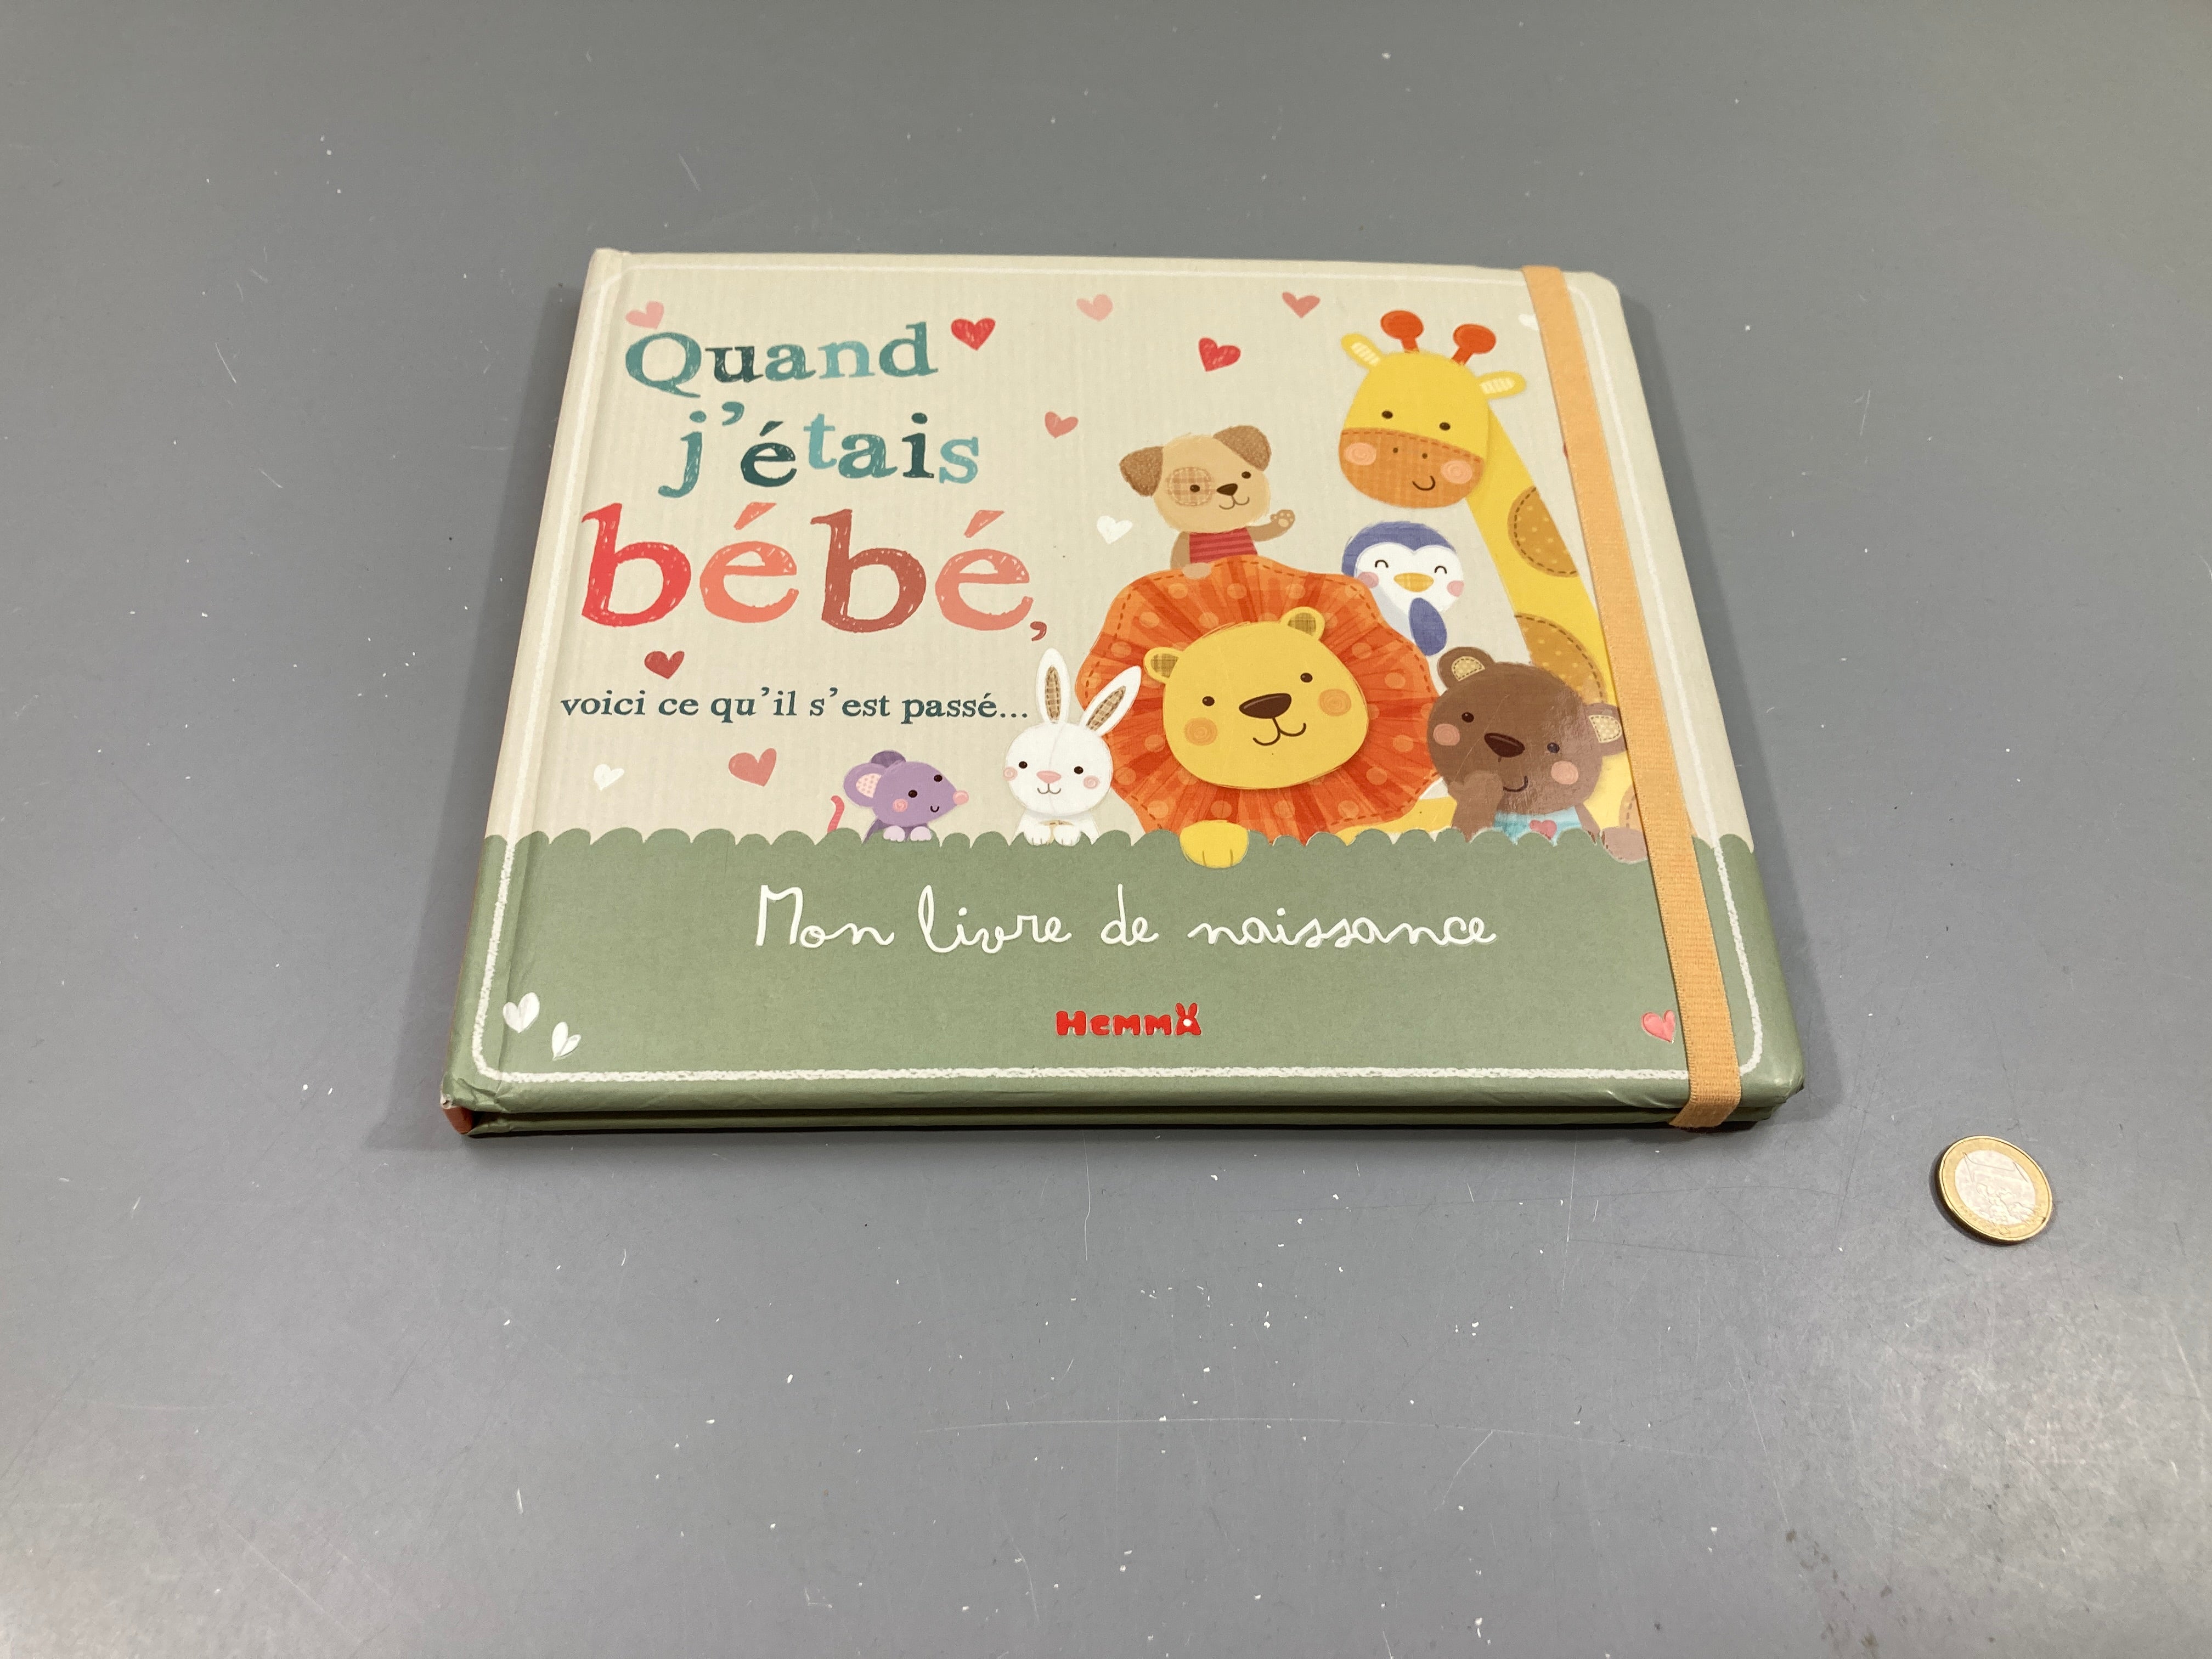 Quand
j'étais
bébé,
voici ce qu'il s'est passé...
Mon livre de naissance
Hemma